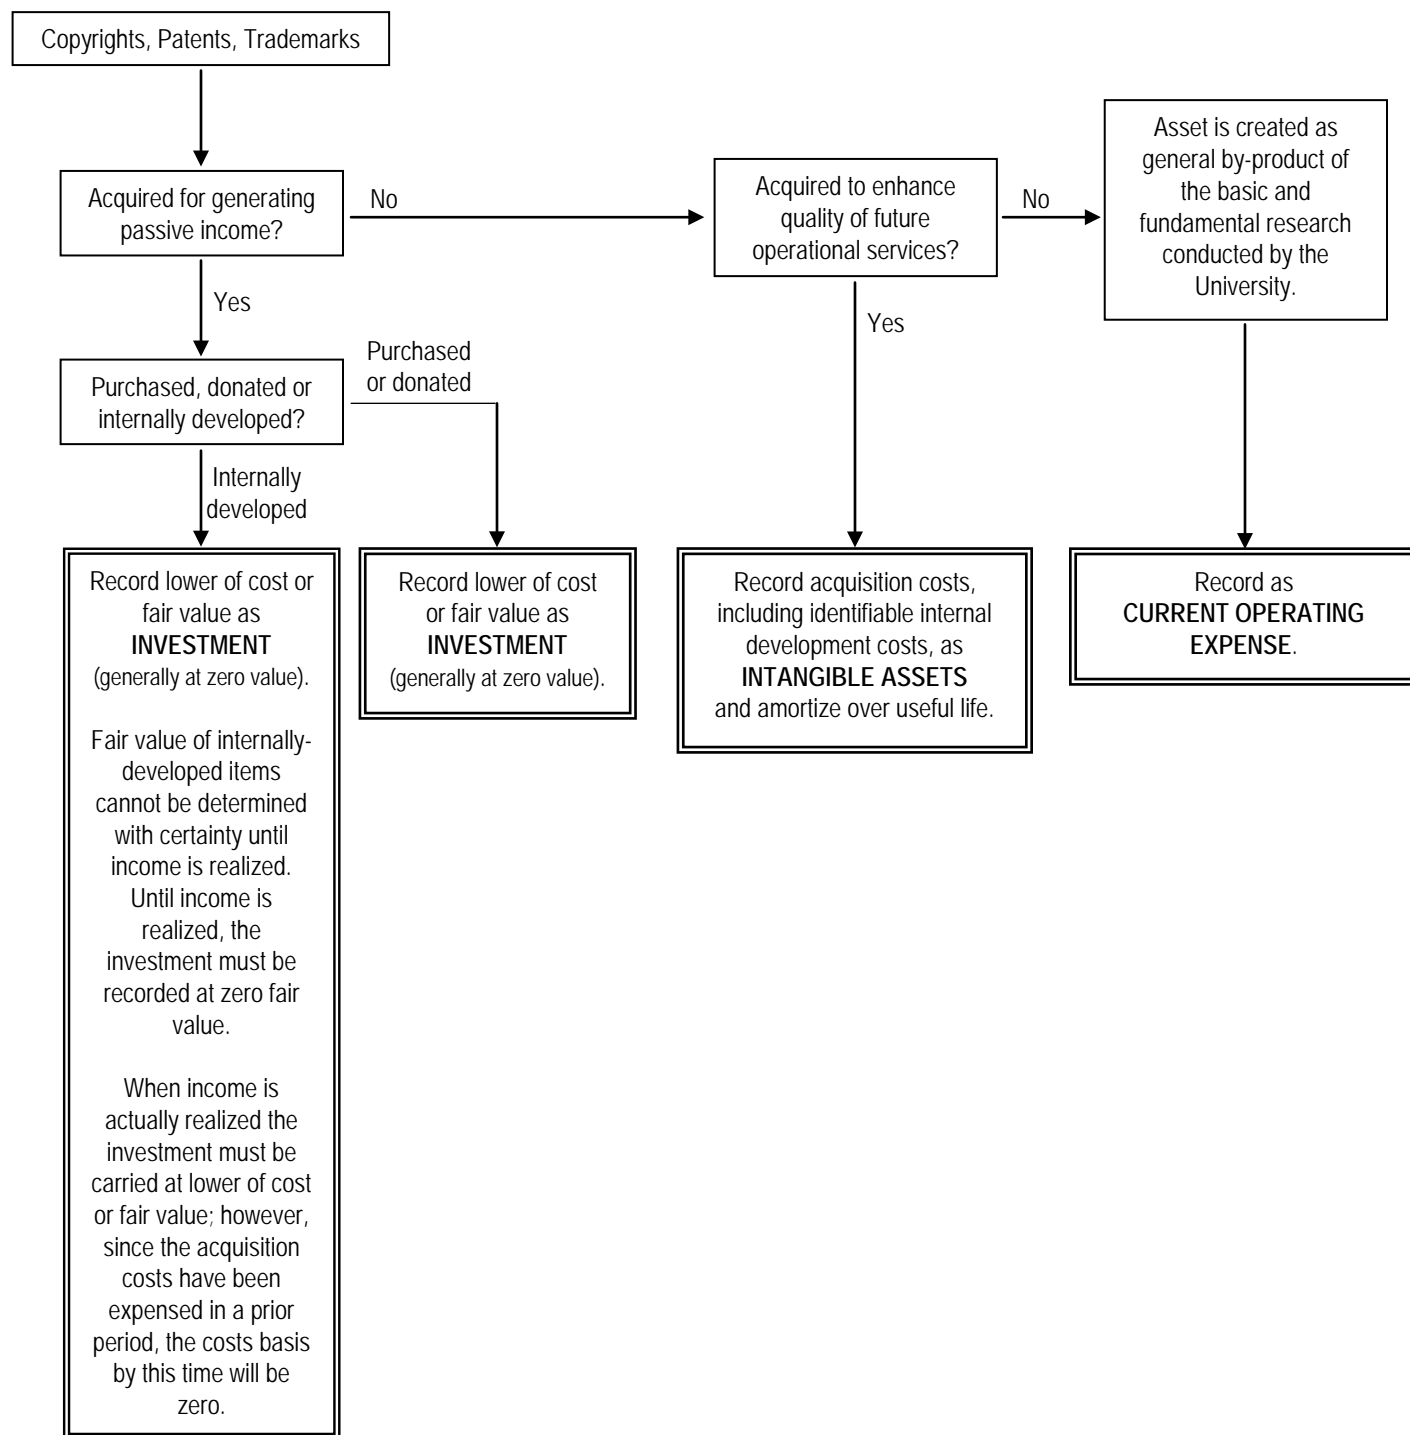 Copyrights, Patents, Trademarks
Acquired for generating
passive income?
No
Acquired to enhance
quality of future
operational services?
No
Asset is created as
general by-product of
the basic and
fundamental research
conducted by the
University.
Yes
Yes
Purchased, donated or
internally developed?
Purchased
or donated
Internally
developed
Record lower of cost or
fair value as
INVESTMENT
(generally at zero value).
Fair value of internally-
developed items
cannot be determined
with certainty until
income is realized.
Until income is
realized, the
investment must be
recorded at zero fair
value.
When income is
actually realized the
investment must be
carried at lower of cost
or fair value; however,
since the acquisition
costs have been
expensed in a prior
period, the costs basis
by this time will be
zero.
Record lower of cost
or fair value as
INVESTMENT
(generally at zero value).
Record acquisition costs,
including identifiable internal
development costs, as
INTANGIBLE ASSETS
and amortize over useful life.
Record as
CURRENT OPERATING
EXPENSE.